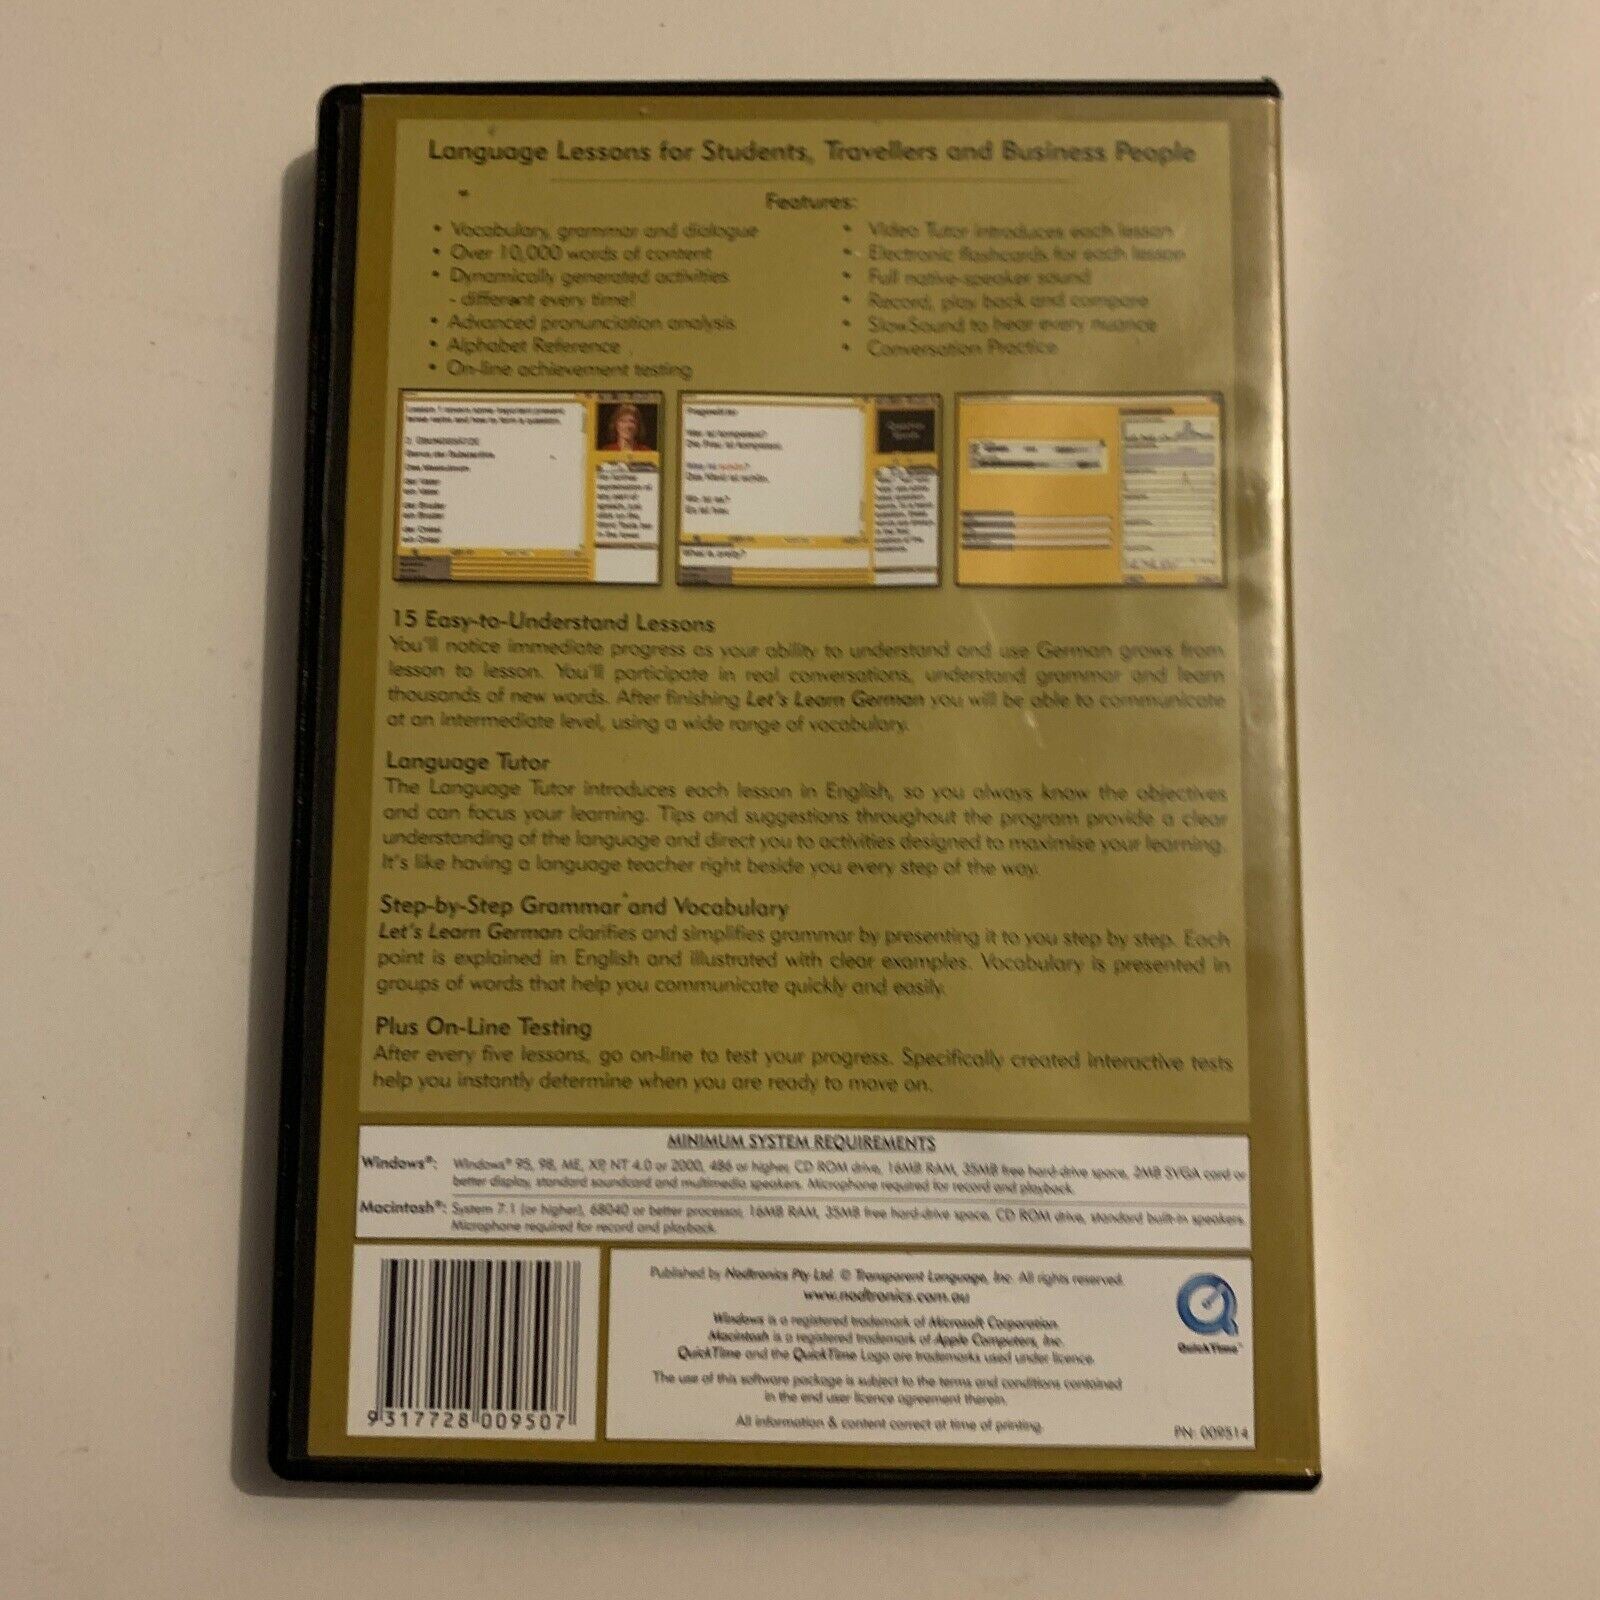 Language Lessons for Students, Travellers and Business People
Features:
• Vocabulary, grammar and dialogue
• Over 10,000 words of content
• Dynamically generated activities
- different every time!
• Advanced pronunciation analysis
• Alphabet Reference
• On-line achievement testing
• Video Tutor introduces each lesson
• Electronic flashcards for each lesson
• Full native-speaker sound
• Record, play back and compare
• SlowSound to hear every nuance
• Conversation Practice
15 Easy-to-Understand Lessons
You'll notice immediate progress as your ability to understand and use German grows from
lesson to lesson. You'll participate in real conversations, understand grammar and learn
thousands of new words. After finishing Let's Learn German you will be able to communicate
at an intermediate level, using a wide range of vocabulary.
Language Tutor
The Language Tutor introduces each lesson in English, so you always know the objectives
and can focus your learning. Tips and suggestions throughout the program provide a clear
understanding of the language and direct you to activities designed to maximise your learning.
It's like having a language teacher right beside you every step of the way.
Step-by-Step Grammar and Vocabulary
Let's Learn German clarifies and simplifies grammar by presenting it to you step by step. Each
point is explained in English and illustrated with clear examples. Vocabulary is presented in
groups of words that help you communicate quickly and easily.
Plus On-Line Testing
After every five lessons, go on-line to test your progress. Specifically created interactive tests
help you instantly determine when you are ready to move on.
MINIMUM SYSTEM REQUIREMENTS
Windows®: Windows® 95, 98, ME, XP, NT 4.0 or 2000, 486 or higher, CD ROM drive, 16MB RAM, 35MB free hard-drive space, 2MB SVGA card or
better display, standard soundcard and multimedia speakers. Microphone required for record and playback.
Macintosh®: System 7.1 (or higher), 68040 or better processor, 16MB RAM, 35MB free hard-drive space, CD ROM drive, standard built-in speakers.
Microphone required for record and playback.
9 317728 009507
Published by Nodtronics Pty Ltd. © Transparent Language, Inc. All rights reserved.
www.nodtronics.com.au
Windows is a registered trademark of Microsoft Corporation.
Macintosh is a registered trademark of Apple Computers, Inc.
QuickTime and the QuickTime Logo are trademarks used under licence.
The use of this software package is subject to the terms and conditions contained
in the end user licence agreement therein.
All information & content correct at time of printing.
QuickTime™
PN: 009514